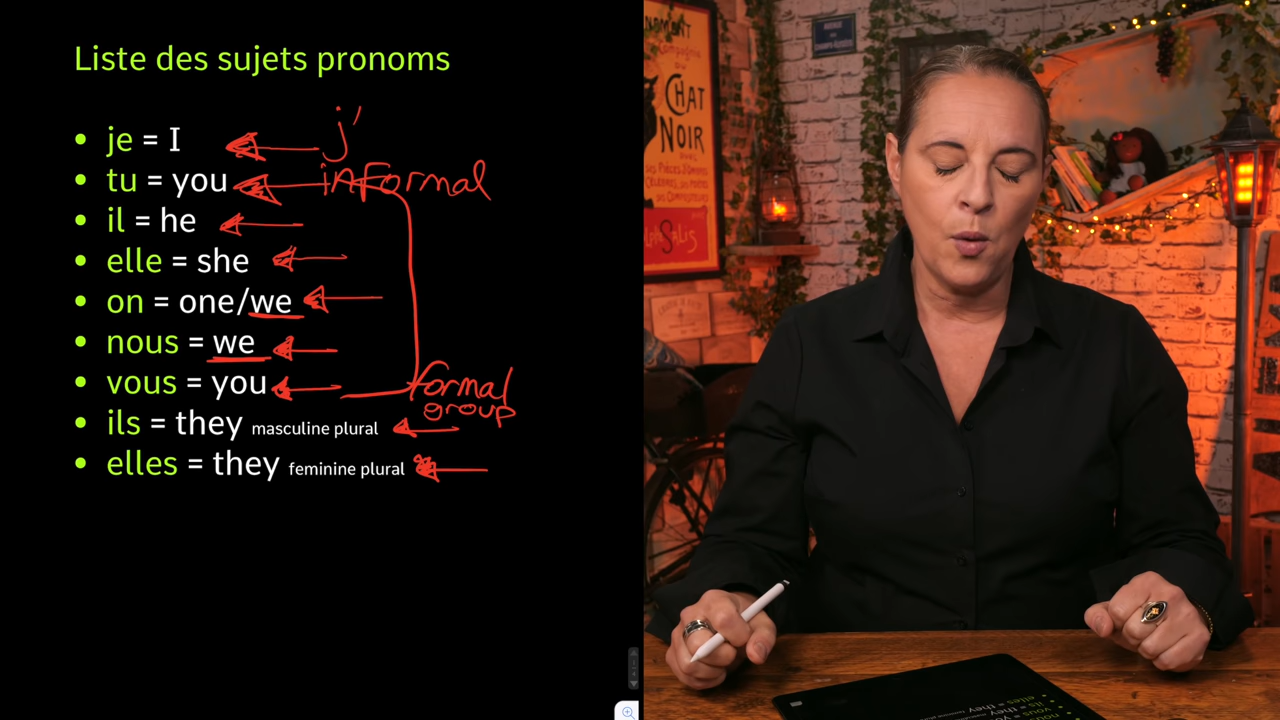 Liste des sujets pronoms
j'
• je = I
• tu = you informal
• il = he
• elle = she
• on = one/we
• nous = we
• vous = you formal
group
• ils = they masculine plural
• elles = they feminine plural
CHAT
NOIR